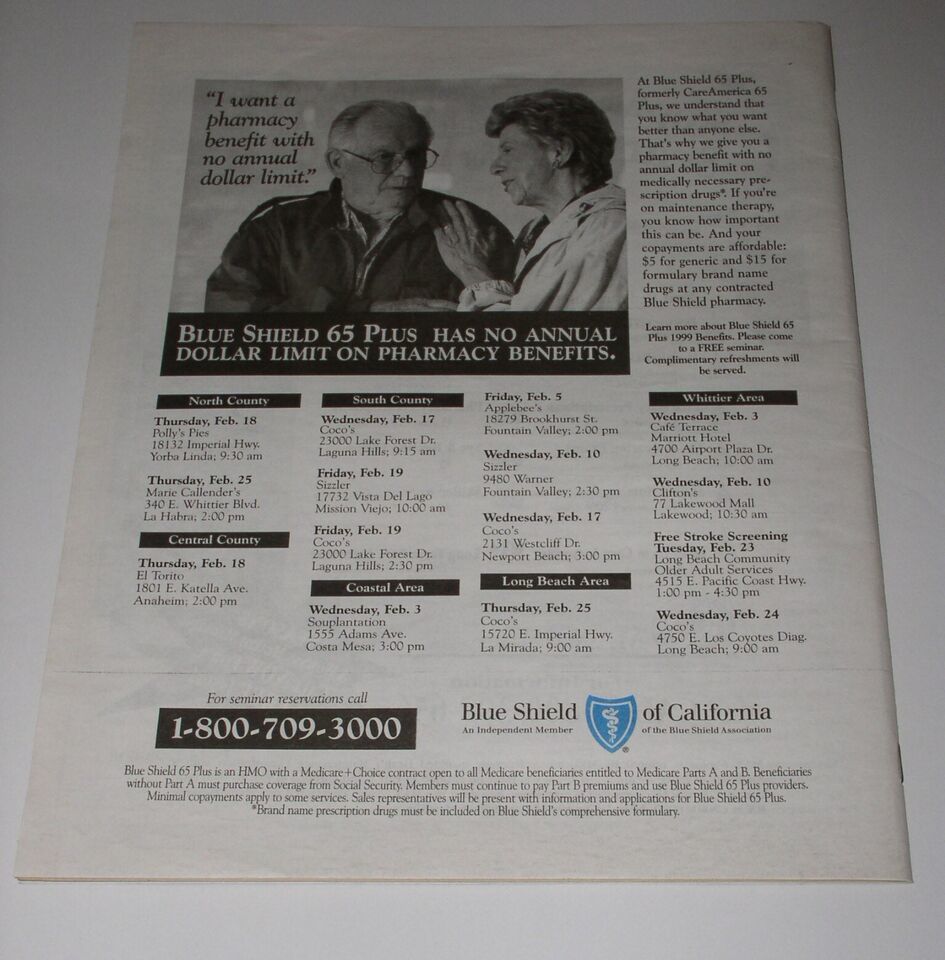 “I want a
pharmacy
benefit with
no annual
dollar limit.”
BLUE SHIELD 65 PLUS HAS NO ANNUAL
DOLLAR LIMIT ON PHARMACY BENEFITS.
At Blue Shield 65 Plus,
formerly CareAmerica 65
Plus, we understand that
you know what you want
better than anyone else.
That's why we give you a
pharmacy benefit with no
annual dollar limit on
medically necessary pre-
scription drugs*. If you're
on maintenance therapy,
you know how important
this can be. And your
copayments are affordable:
$5 for generic and $15 for
formulary brand name
drugs at any contracted
Blue Shield pharmacy.
Learn more about Blue Shield 65
Plus 1999 Benefits. Please come
to a FREE seminar.
Complimentary refreshments will
be served.
North County
Thursday, Feb. 18
Polly's Pies
18132 Imperial Hwy.
Yorba Linda; 9:30 am
Thursday, Feb. 25
Marie Callender's
340 E. Whittier Blvd.
La Habra; 2:00 pm
Central County
Thursday, Feb. 18
El Torito
1801 E. Katella Ave.
Anaheim; 2:00 pm
South County
Wednesday, Feb. 17
Coco's
23000 Lake Forest Dr.
Laguna Hills; 9:15 am
Friday, Feb. 19
Sizzler
17732 Vista Del Lago
Mission Viejo; 10:00 am
Friday, Feb. 19
Coco's
23000 Lake Forest Dr.
Laguna Hills; 2:30 pm
Coastal Area
Wednesday, Feb. 3
Souplantation
1555 Adams Ave.
Costa Mesa; 3:00 pm
Friday, Feb. 5
Applebee's
18279 Brookhurst St.
Fountain Valley; 2:00 pm
Wednesday, Feb. 10
Sizzler
9480 Warner
Fountain Valley; 2:30 pm
Wednesday, Feb. 17
Coco's
2131 Westcliff Dr.
Newport Beach; 3:00 pm
Long Beach Area
Thursday, Feb. 25
Coco's
15720 E. Imperial Hwy.
La Mirada; 9:00 am
Whittier Area
Wednesday, Feb. 3
Café Terrace
Marriott Hotel
4700 Airport Plaza Dr.
Long Beach; 10:00 am
Wednesday, Feb. 10
Clifton's
77 Lakewood Mall
Lakewood; 10:30 am
Free Stroke Screening
Tuesday, Feb. 23
Long Beach Community
Older Adult Services
4515 E. Pacific Coast Hwy.
1:00 pm - 4:30 pm
Wednesday, Feb. 24
Coco's
4750 E. Los Coyotes Diag.
Long Beach; 9:00 am
For seminar reservations call
1-800-709-3000
Blue Shield of California
An Independent Member of the Blue Shield Association
®
Blue Shield 65 Plus is an HMO with a Medicare+Choice contract open to all Medicare beneficiaries entitled to Medicare Parts A and B. Beneficiaries
without Part A must purchase coverage from Social Security. Members must continue to pay Part B premiums and use Blue Shield 65 Plus providers.
Minimal copayments apply to some services. Sales representatives will be present with information and applications for Blue Shield 65 Plus.
*Brand name prescription drugs must be included on Blue Shield's comprehensive formulary.